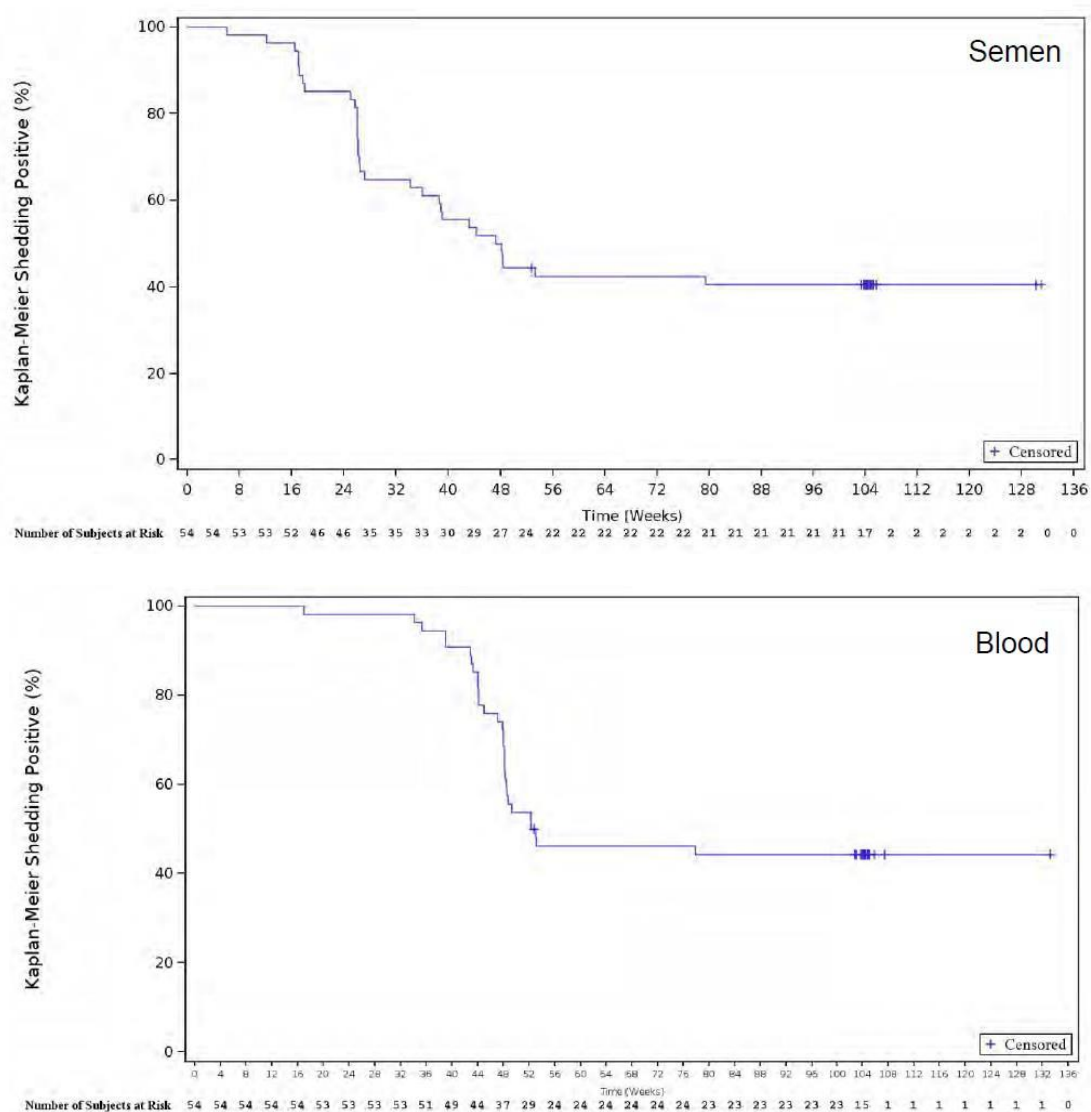 Semen
Kaplan-Meier Shedding Positive (%)
100
80
60
40
20
0
+ Censored
0 8 16 24 32 40 48 56 64 72 80 88 96 104 112 120 128 136
Time (Weeks)
Number of Subjects at Risk 54 54 53 53 52 46 46 35 35 33 30 29 27 24 22 22 22 22 22 22 21 21 21 21 21 21 17 2 2 2 2 2 2 0 0
Blood
Kaplan-Meier Shedding Positive (%)
100
80
60
40
20
0
+ Censored
0 4 8 12 16 20 24 28 32 36 40 44 48 52 56 60 64 68 72 76 80 84 88 92 96 100 104 108 112 116 120 124 128 132 136
Time (Weeks)
Number of Subjects at Risk 54 54 54 54 54 53 53 53 53 51 49 44 37 29 24 24 24 24 24 24 23 23 23 23 23 23 15 1 1 1 1 1 1 1 0